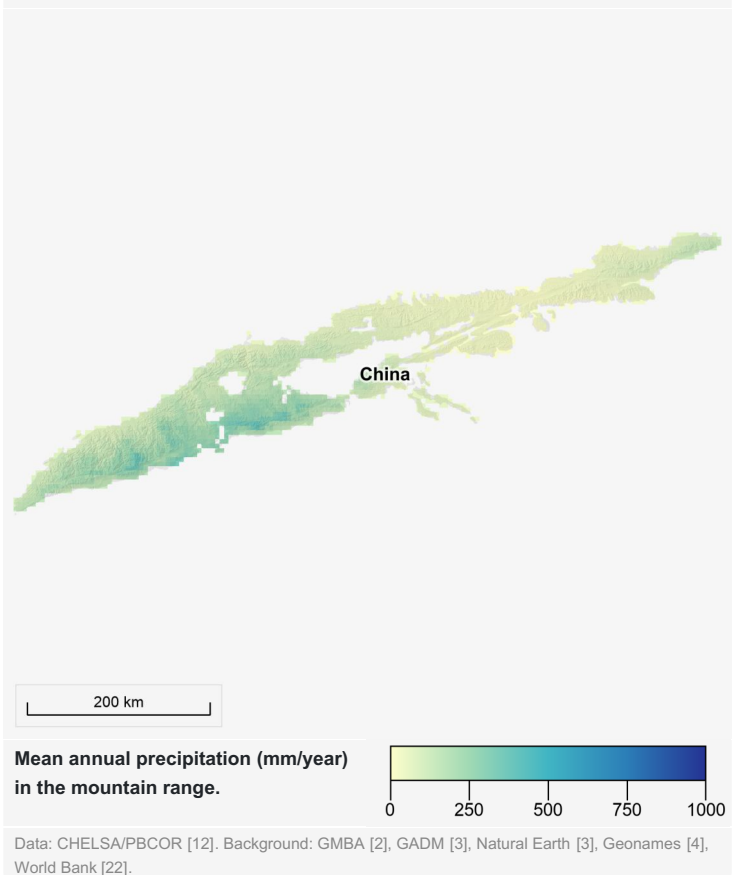 China
200 km
Mean annual precipitation (mm/year)
in the mountain range.
0 250 500 750 1000
Data: CHELSA/PBCOR [12]. Background: GMBA [2], GADM [3], Natural Earth [3], Geonames [4],
World Bank [22].